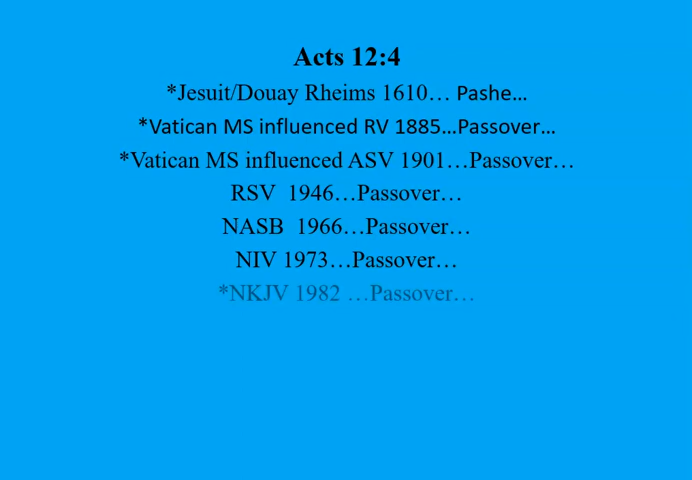 Acts 12:4
*Jesuit/Douay Rheims 1610… Pashe…
*Vatican MS influenced RV 1885…Passover…
*Vatican MS influenced ASV 1901…Passover…
RSV  1946…Passover…
NASB  1966…Passover…
NIV 1973…Passover…
*NKJV 1982 …Passover…